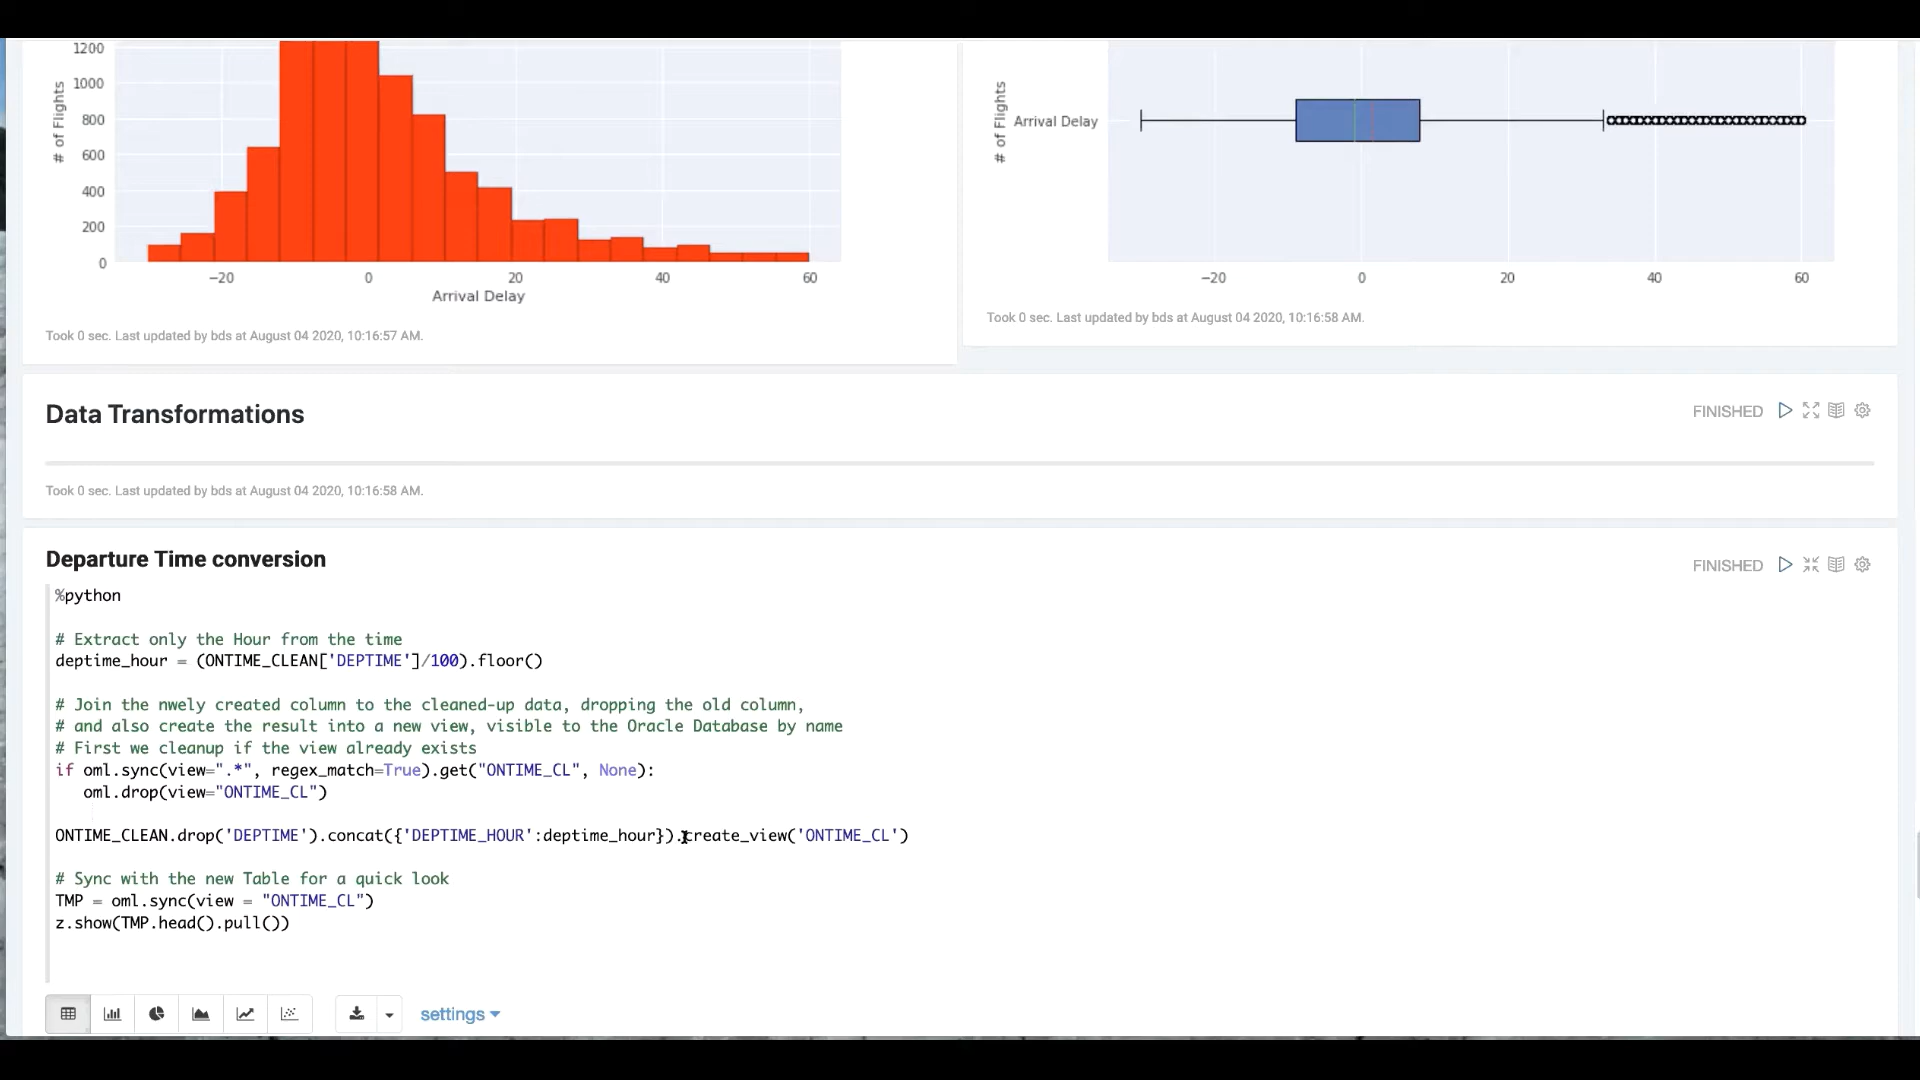 1200
1000
800
600
400
200
0
# of Flights
−20 0 20 40 60
Arrival Delay
Took 0 sec. Last updated by bds at August 04 2020, 10:16:57 AM.
# of Flights
Arrival Delay
−20 0 20 40 60
Took 0 sec. Last updated by bds at August 04 2020, 10:16:58 AM.
Data Transformations
FINISHED
Took 0 sec. Last updated by bds at August 04 2020, 10:16:58 AM.
Departure Time conversion
FINISHED
%python
# Extract only the Hour from the time
deptime_hour = (ONTIME_CLEAN['DEPTIME']/100).floor()
# Join the nwely created column to the cleaned-up data, dropping the old column,
# and also create the result into a new view, visible to the Oracle Database by name
# First we cleanup if the view already exists
if oml.sync(view=".*", regex_match=True).get("ONTIME_CL", None):
oml.drop(view="ONTIME_CL")
ONTIME_CLEAN.drop('DEPTIME').concat({'DEPTIME_HOUR':deptime_hour}).create_view('ONTIME_CL')
# Sync with the new Table for a quick look
TMP = oml.sync(view = "ONTIME_CL")
z.show(TMP.head().pull())
settings